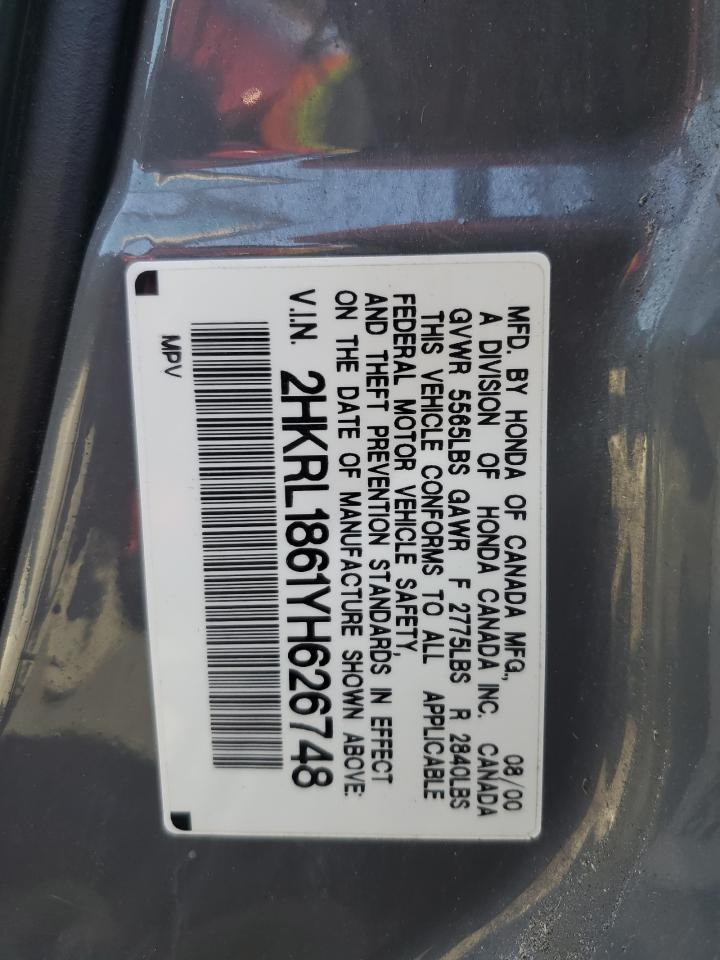 MFD. BY HONDA OF CANADA MFG., 08/00
A DIVISION OF HONDA CANADA INC. CANADA
GVWR 5565LBS GAWR F 2775LBS R 2840LBS
THIS VEHICLE CONFORMS TO ALL APPLICABLE
FEDERAL MOTOR VEHICLE SAFETY,
AND THEFT PREVENTION STANDARDS IN EFFECT
ON THE DATE OF MANUFACTURE SHOWN ABOVE:
V.I.N. 2HKRL1861YH626748
MPV